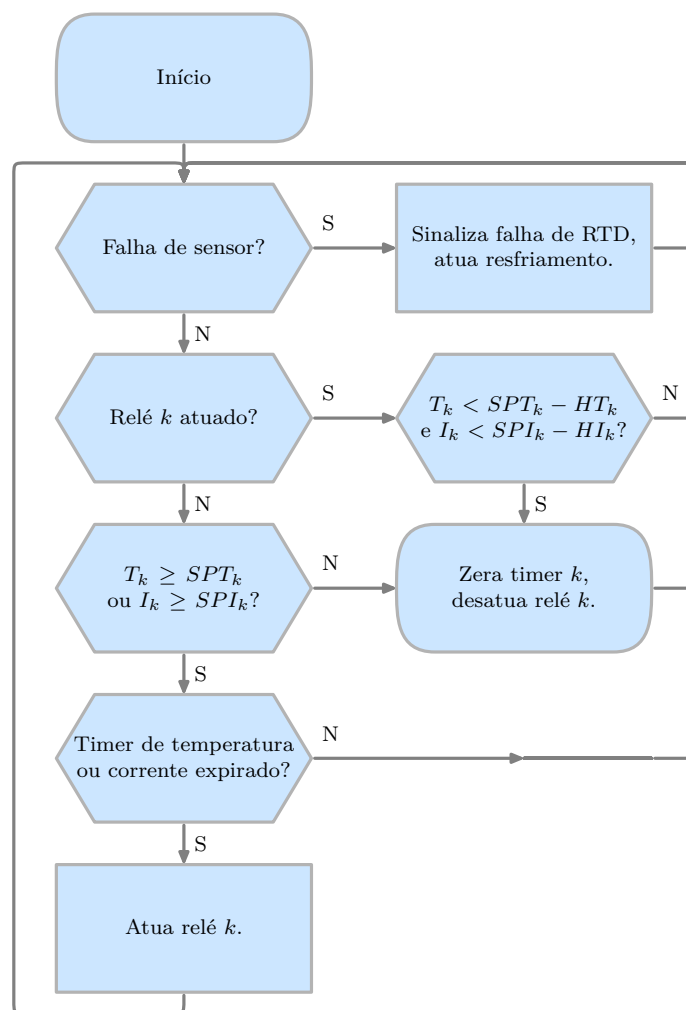 Início
Falha de sensor?
S
Sinaliza falha de RTD,
atua resfriamento.
N
Relé k atuado?
S
T_k < SPT_k − HT_k
e I_k < SPI_k − HI_k?
N
N
S
T_k ≥ SPT_k
ou I_k ≥ SPI_k?
N
Zera timer k,
desatua relé k.
S
Timer de temperatura
ou corrente expirado?
N
S
Atua relé k.